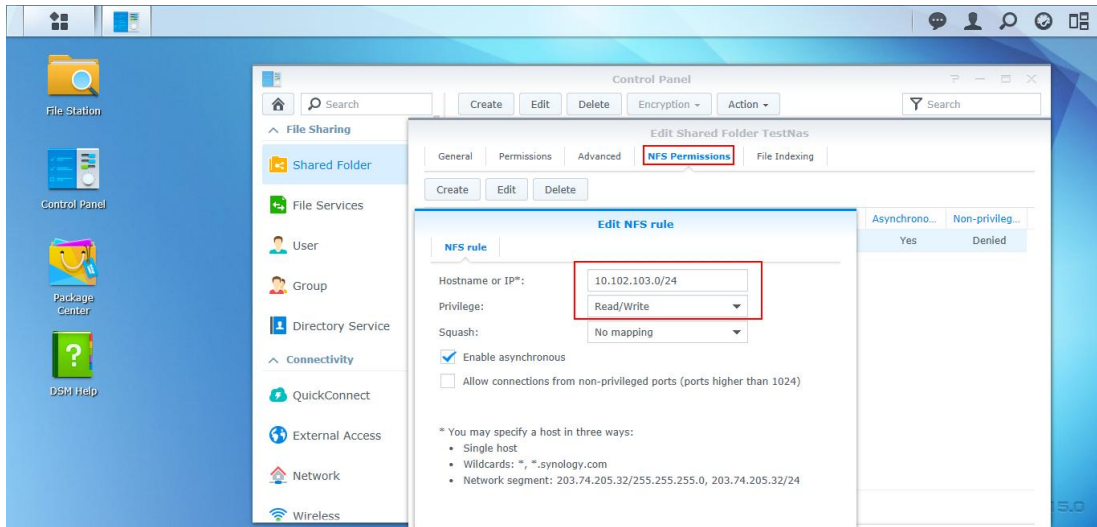 Control Panel
Search
Create Edit Delete Encryption Action
Search
File Station
Control Panel
Package
Center
DSM Help
File Sharing
Shared Folder
File Services
User
Group
Directory Service
Connectivity
QuickConnect
External Access
Network
Wireless
Edit Shared Folder TestNas
General Permissions Advanced NFS Permissions File Indexing
Create Edit Delete
Asynchrono... Non-privileg...
Yes Denied
Edit NFS rule
NFS rule
Hostname or IP*: 10.102.103.0/24
Privilege: Read/Write
Squash: No mapping
Enable asynchronous
Allow connections from non-privileged ports (ports higher than 1024)
* You may specify a host in three ways:
• Single host
• Wildcards: *, *.synology.com
• Network segment: 203.74.205.32/255.255.255.0, 203.74.205.32/24